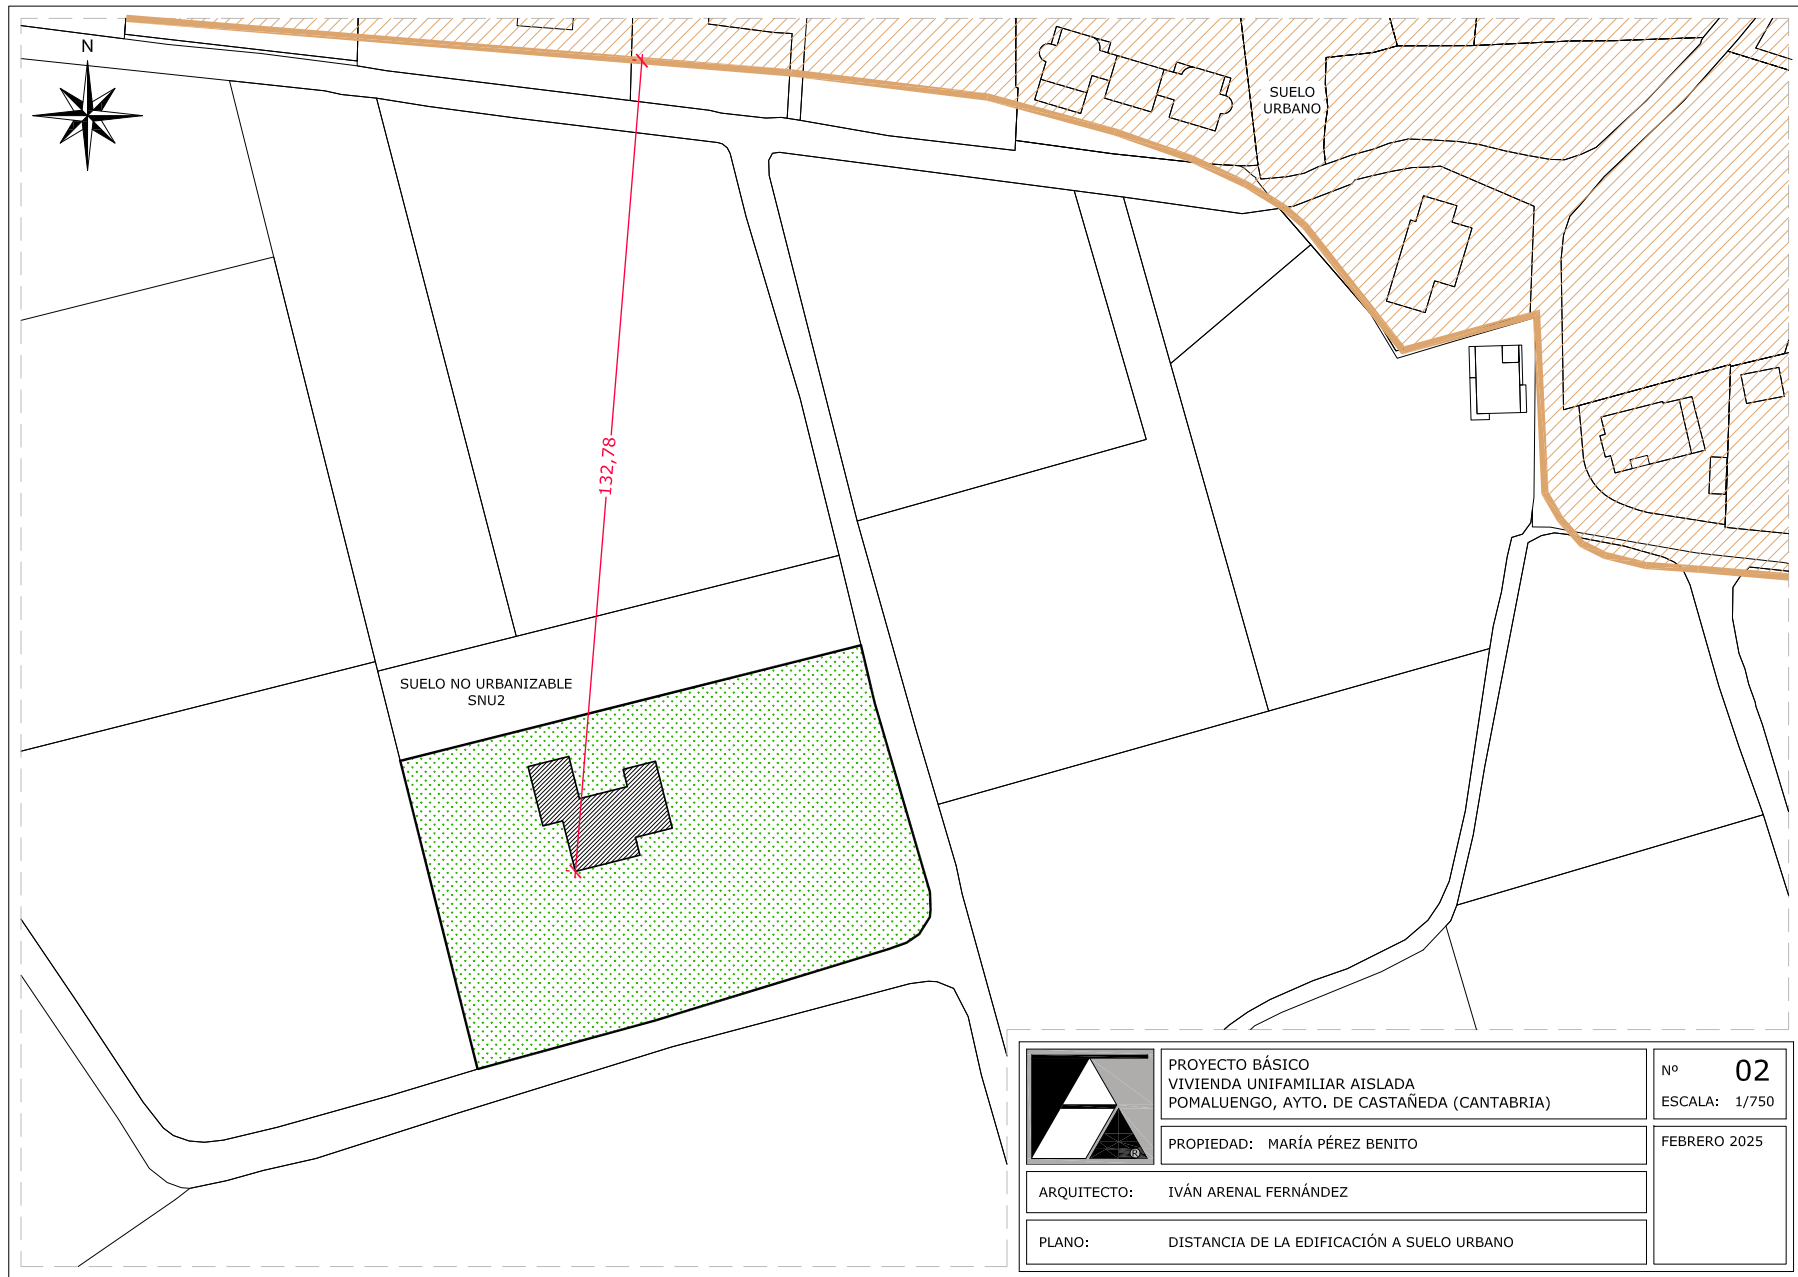 N
SUELO
URBANO
132,78
SUELO NO URBANIZABLE
SNU2
PROYECTO BÁSICO
VIVIENDA UNIFAMILIAR AISLADA
POMALUENGO, AYTO. DE CASTAÑEDA (CANTABRIA)
Nº 02
ESCALA: 1/750
PROPIEDAD: MARÍA PÉREZ BENITO
FEBRERO 2025
®
ARQUITECTO: IVÁN ARENAL FERNÁNDEZ
PLANO: DISTANCIA DE LA EDIFICACIÓN A SUELO URBANO